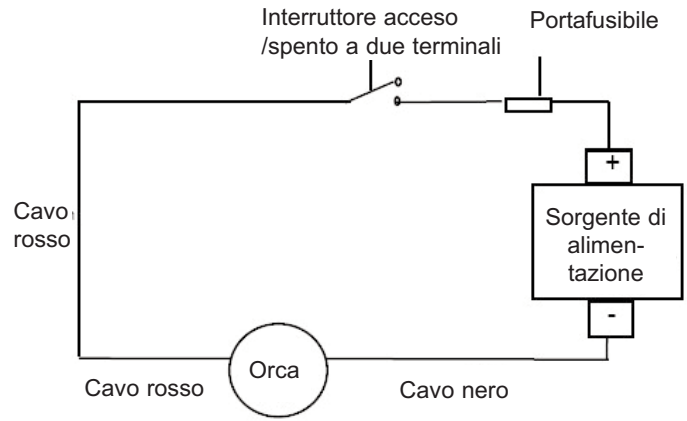 Interruttore acceso
/spento a due terminali
Portafusibile
+
Sorgente di
alimen-
tazione
-
Cavo
rosso
Orca
Cavo rosso
Cavo nero